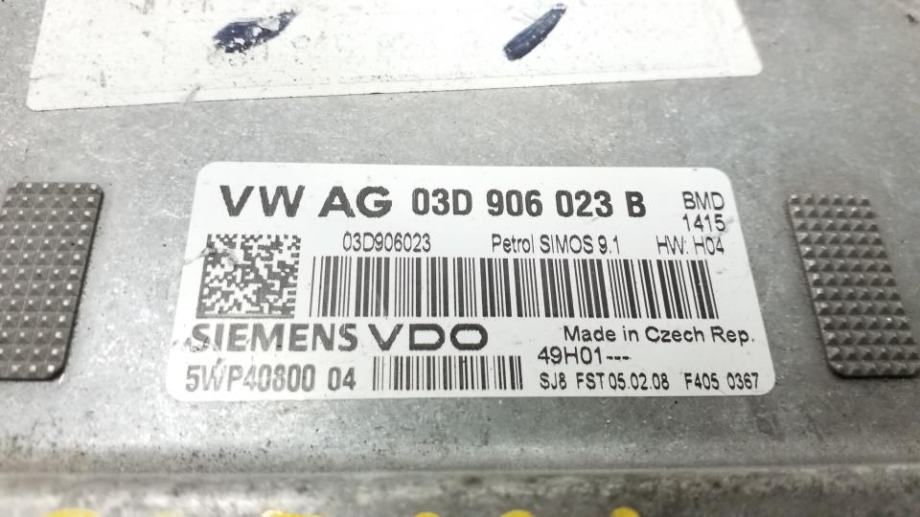 VW AG 03D 906 023 B BMD
1415
03D906023 Petrol SIMOS 9.1 HW: H04
SIEMENS VDO Made in Czech Rep.
49H01---
5WP40800 04 SJ8 FST 05.02.08 F405 0367